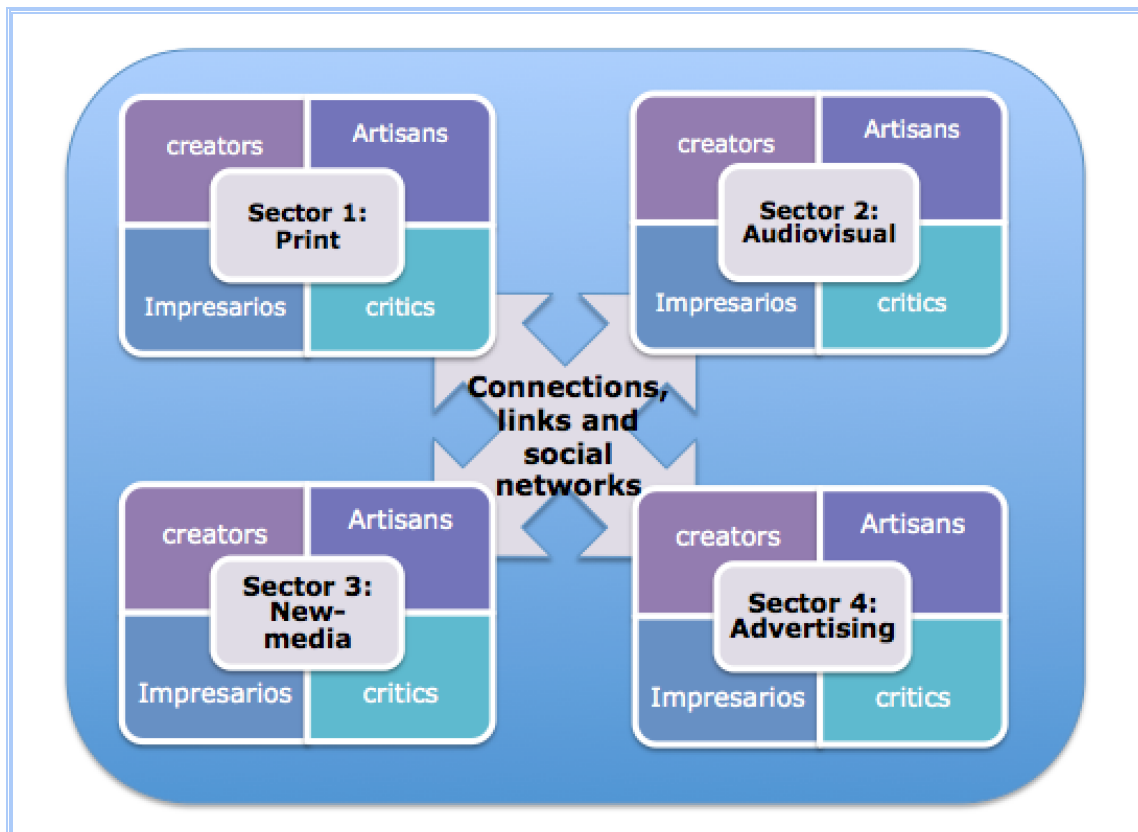 creators
Artisans
Sector 1:
Print
Impresarios
critics
creators
Artisans
Sector 2:
Audiovisual
Impresarios
critics
Connections,
links and
social
networks
creators
Artisans
Sector 3:
New-
media
Impresarios
critics
creators
Artisans
Sector 4:
Advertising
Impresarios
critics